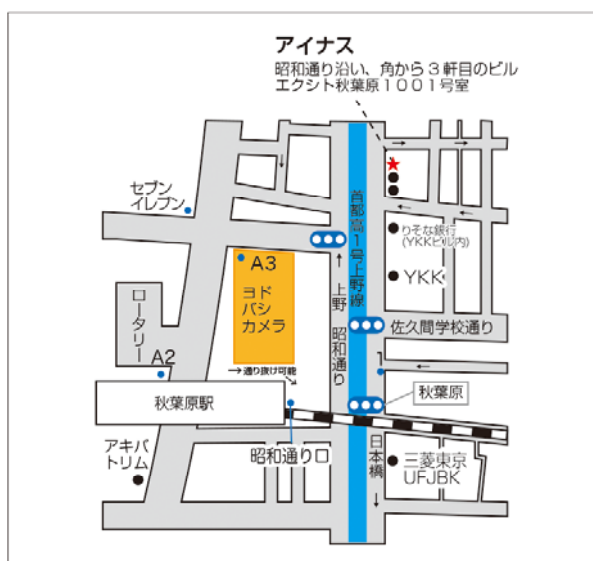 アイナス
昭和通り沿い、角から3軒目のビル
エクシト秋葉原1001号室
セブン
イレブン
首都高1号上野線
りそな銀行
(YKKビル内)
A3
ヨド
バシ
カメラ
YKK
上野
昭和通り
佐久間学校通り
ロータリー
A2
通り抜け可能
秋葉原駅
秋葉原
アキバ
トリム
昭和通り口
日本橋
三菱東京
UFJBK
1